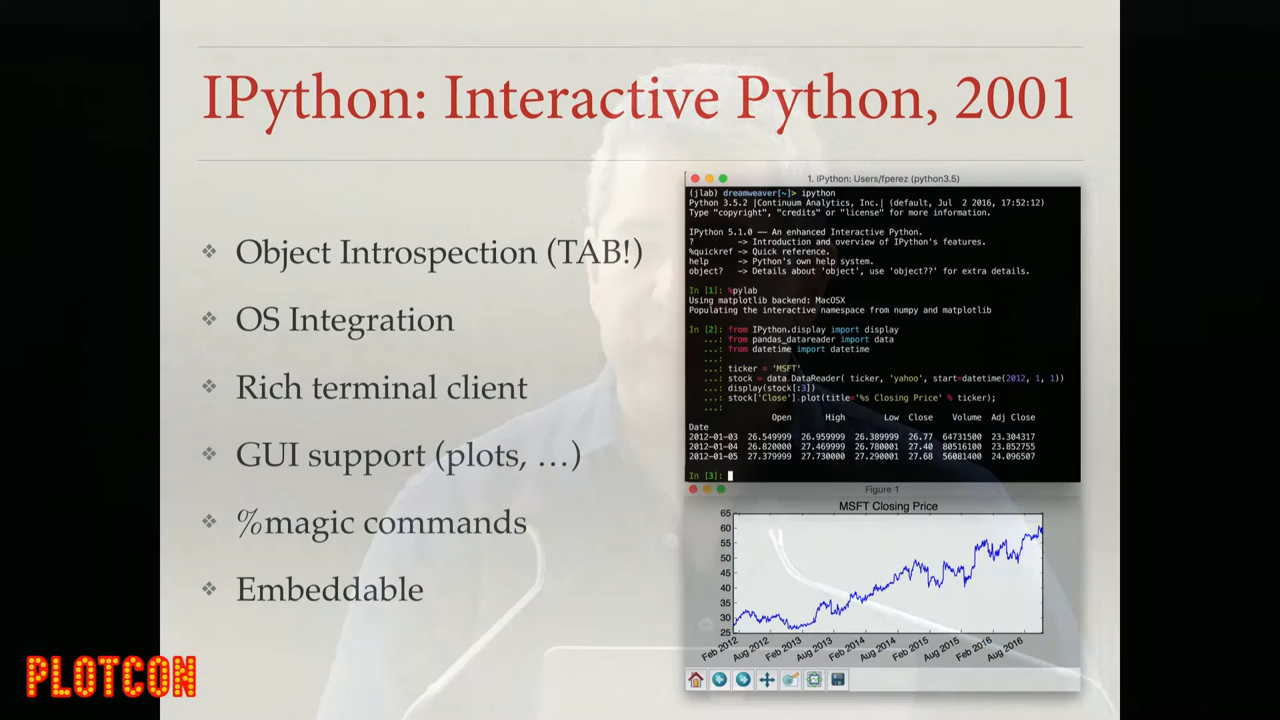 IPython: Interactive Python, 2001
❖ Object Introspection (TAB!)
❖ OS Integration
❖ Rich terminal client
❖ GUI support (plots, …)
❖ %magic commands
❖ Embeddable
1. IPython: Users/fperez (python3.5)
(jlab) dreamweaver[~]> ipython
Python 3.5.2 |Continuum Analytics, Inc.| (default, Jul  2 2016, 17:52:12)
Type "copyright", "credits" or "license" for more information.
IPython 5.1.0 -- An enhanced Interactive Python.
?         -> Introduction and overview of IPython's features.
%quickref -> Quick reference.
help      -> Python's own help system.
object?   -> Details about 'object', use 'object??' for extra details.
In [1]: %pylab
Using matplotlib backend: MacOSX
Populating the interactive namespace from numpy and matplotlib
In [2]: from IPython.display import display
   ...: from pandas_datareader import data
   ...: from datetime import datetime
   ...:
   ...: ticker = 'MSFT'
   ...: stock = data.DataReader( ticker, 'yahoo', start=datetime(2012, 1, 1))
   ...: display(stock[:3])
   ...: stock['Close'].plot(title='%s Closing Price' % ticker);
   ...:
Open High Low Close Volume Adj Close
Date
2012-01-03 26.549999 26.959999 26.389999 26.77 64731500 23.304317
2012-01-04 26.820000 27.469999 26.780001 27.40 80516100 23.852755
2012-01-05 27.379999 27.730000 27.290001 27.68 56081400 24.096507
In [3]:
Figure 1
MSFT Closing Price
65
60
55
50
45
40
35
30
25
Feb 2012 Aug 2012 Feb 2013 Aug 2013 Feb 2014 Aug 2014 Feb 2015 Aug 2015 Feb 2016 Aug 2016
PLOTCON